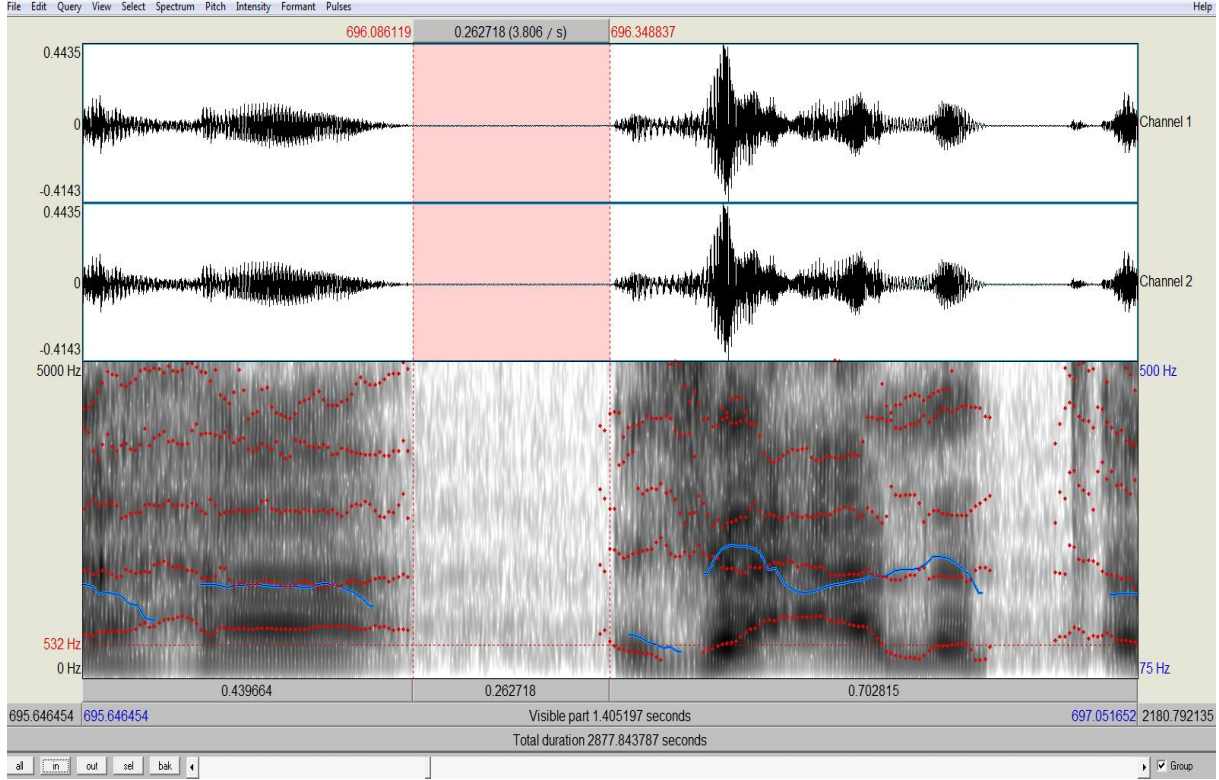 File Edit Query View Select Spectrum Pitch Intensity Formant Pulses Help
696.086119 0.262718 (3.806 / s) 696.348837
0.4435
0
-0.4143
Channel 1
0.4435
0
-0.4143
Channel 2
5000 Hz 500 Hz
532 Hz
0 Hz 75 Hz
0.439664 0.262718 0.702815
695.646454 695.646454 Visible part 1.405197 seconds 697.051652 2180.792135
Total duration 2877.843787 seconds
all in out sel bak Group